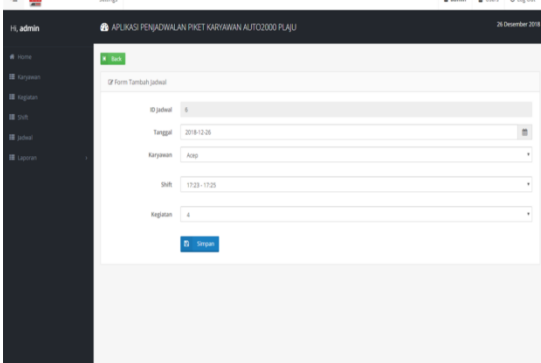 Settings
Hi, admin
APLIKASI PENJADWALAN PIKET KARYAWAN AUTO2000 PLAJU
26 Desember 2018
Home
Karyawan
Kegiatan
Shift
Jadwal
Laporan
Back
Form Tambah Jadwal
ID Jadwal
6
Tanggal
2018-12-26
Karyawan
Acep
Shift
17:23 - 17:25
Kegiatan
4
Simpan